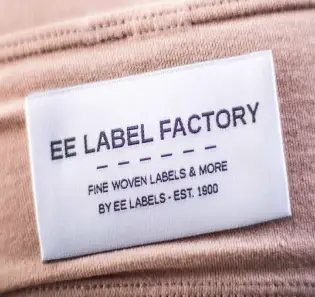 EE LABEL FACTORY
– – – – – –
FINE WOVEN LABELS & MORE
BY EE LABELS - EST. 1900